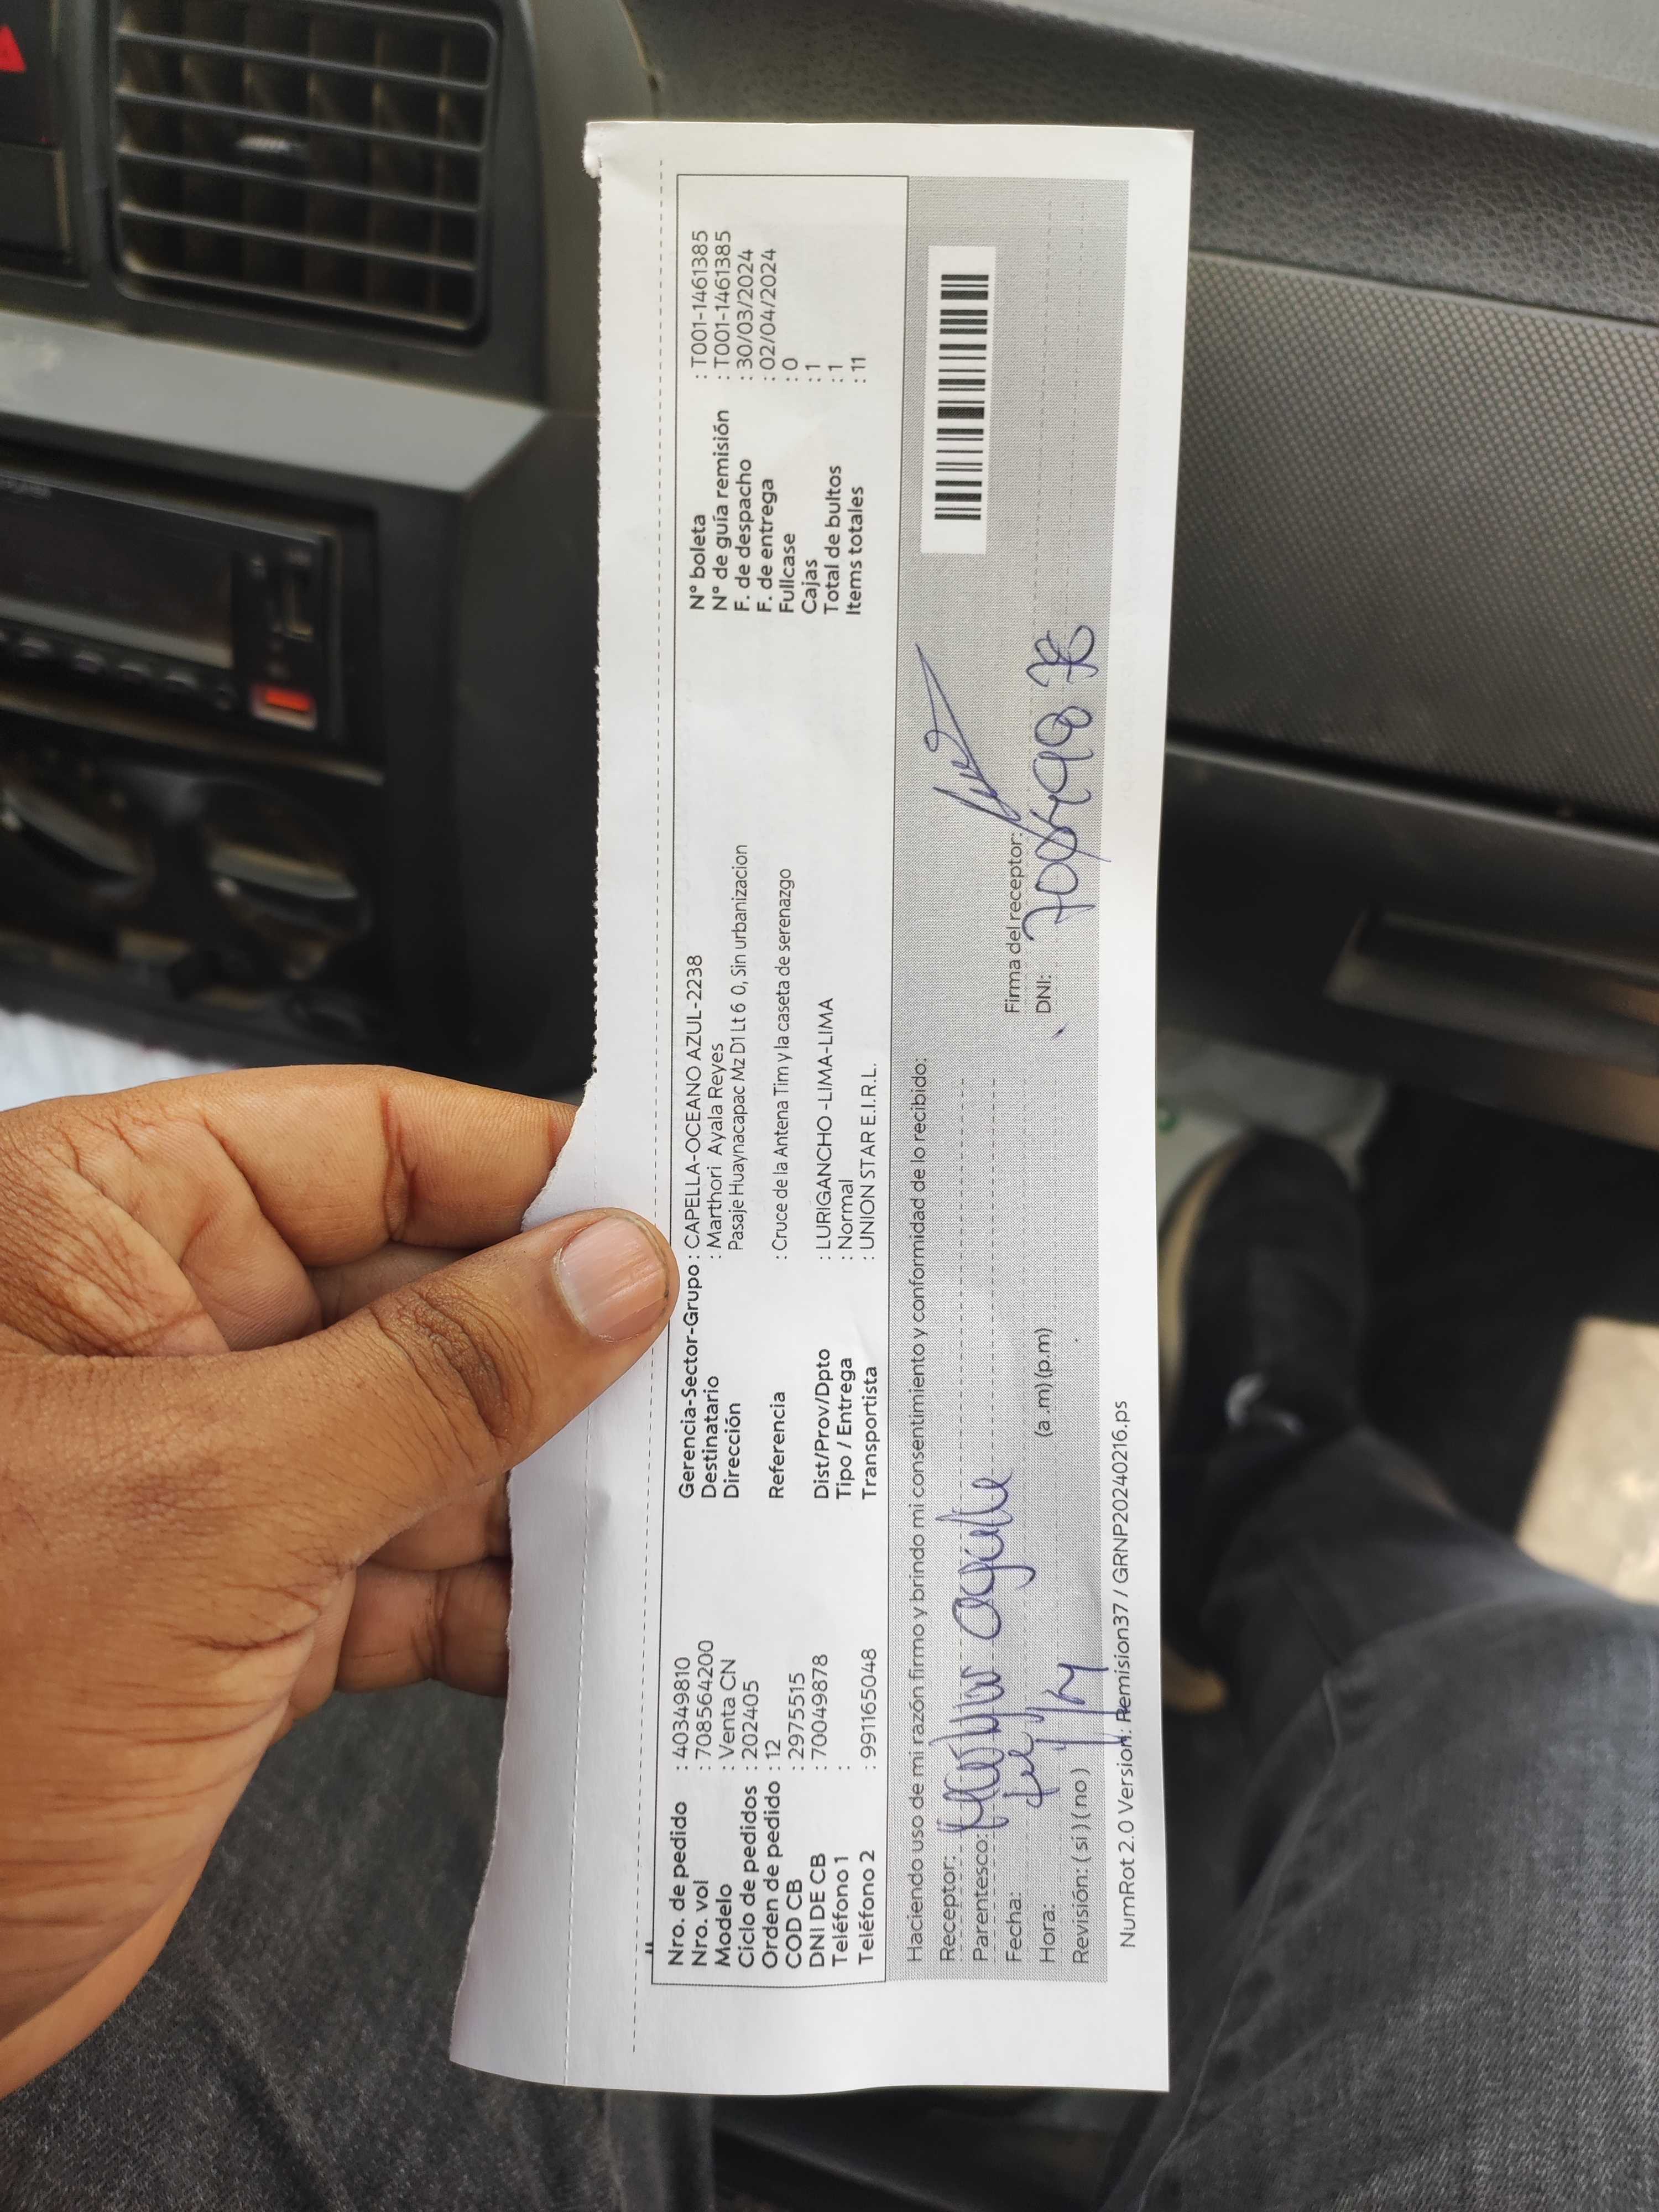 Nro. de pedido : 40349810
Nro. vol : 708564200
Modelo : Venta CN
Ciclo de pedidos : 202405
Orden de pedido : 12
COD CB : 2975515
DNI DE CB : 70049878
Teléfono 1 :
Teléfono 2 : 991165048
Gerencia-Sector-Grupo : CAPELLA-OCEANO AZUL-2238
Destinatario : Marthori Ayala Reyes
Dirección Pasaje Huaynacapac Mz D1 Lt 6 0, Sin urbanizacion
Referencia : Cruce de la Antena Tim y la caseta de serenazgo
Dist/Prov/Dpto : LURIGANCHO -LIMA-LIMA
Tipo / Entrega : Normal
Transportista : UNION STAR E.I.R.L.
N° boleta : T001-1461385
N° de guía remisión : T001-1461385
F. de despacho : 30/03/2024
F. de entrega : 02/04/2024
Fullcase : 0
Cajas : 1
Total de bultos : 1
Items totales : 11
Haciendo uso de mi razón firmo y brindo mi consentimiento y conformidad de lo recibido:
Receptor:
Parentesco:
Fecha:
Hora: (a .m) (p.m)
Revisión: ( si ) ( no )
Firma del receptor:
DNI: 70049878
NumRot 2.0 Version: Remision37 / GRNP20240216.ps